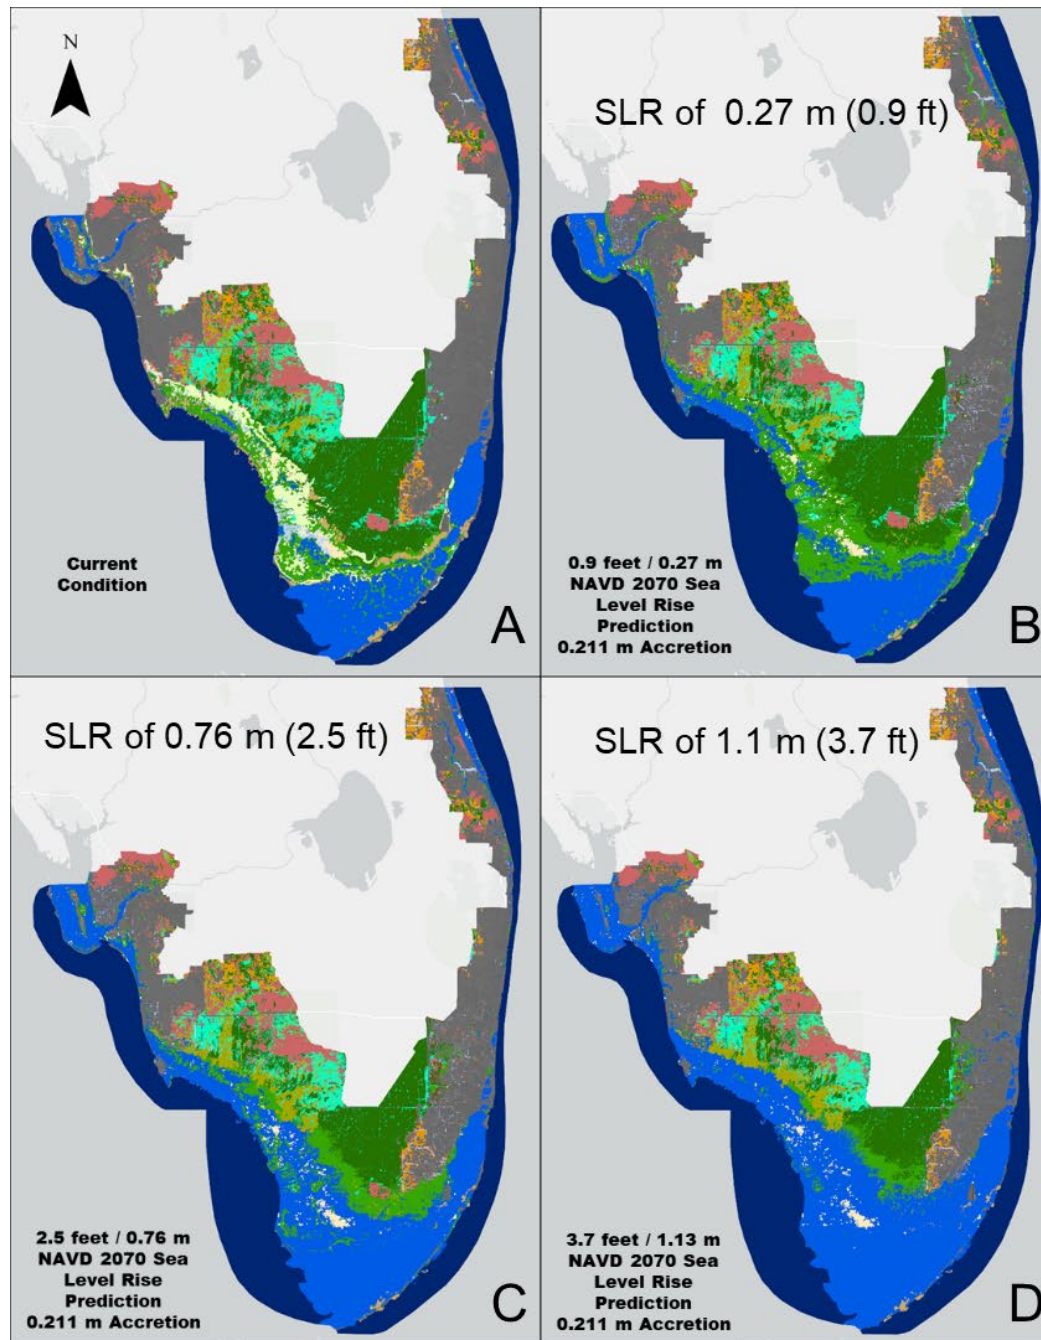 N
Current
Condition
A
SLR of 0.27 m (0.9 ft)
0.9 feet / 0.27 m
NAVD 2070 Sea
Level Rise
Prediction
0.211 m Accretion
B
SLR of 0.76 m (2.5 ft)
2.5 feet / 0.76 m
NAVD 2070 Sea
Level Rise
Prediction
0.211 m Accretion
C
SLR of 1.1 m (3.7 ft)
3.7 feet / 1.13 m
NAVD 2070 Sea
Level Rise
Prediction
0.211 m Accretion
D